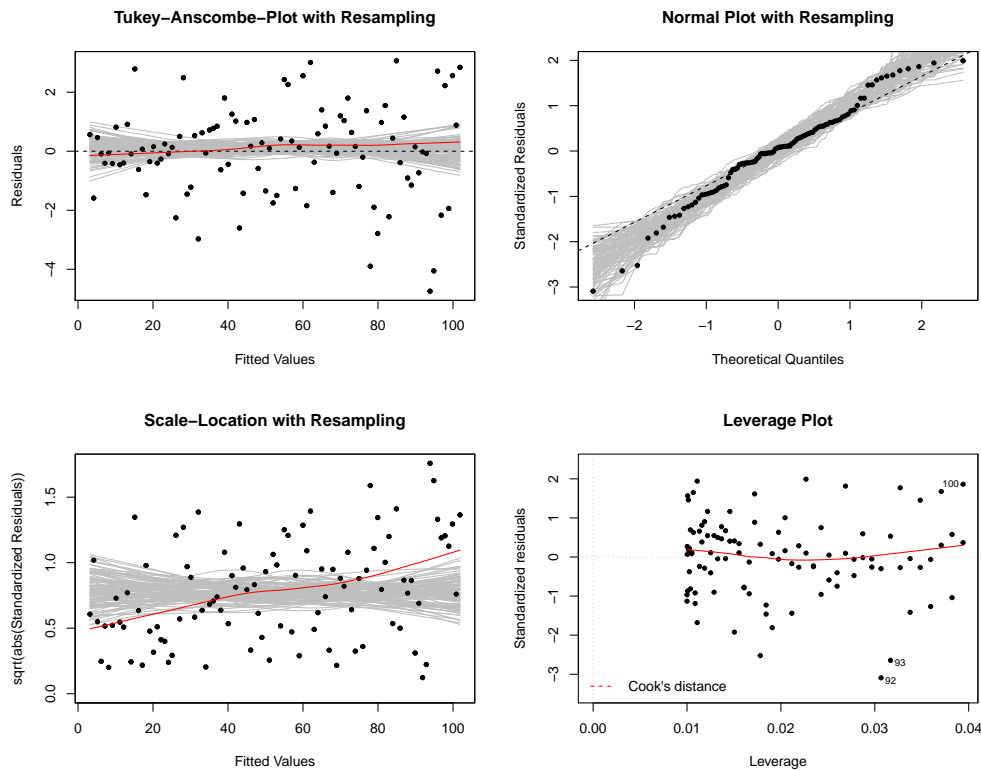 Tukey−Anscombe−Plot with Resampling
Residuals
2
0
−2
−4
0 20 40 60 80 100
Fitted Values
Normal Plot with Resampling
Standardized Residuals
2
1
0
−1
−2
−3
−2 −1 0 1 2
Theoretical Quantiles
Scale−Location with Resampling
sqrt(abs(Standardized Residuals))
1.5
1.0
0.5
0.0
0 20 40 60 80 100
Fitted Values
Leverage Plot
Standardized residuals
2
1
0
−1
−2
−3
100
93
92
Cook's distance
0.00 0.01 0.02 0.03 0.04
Leverage